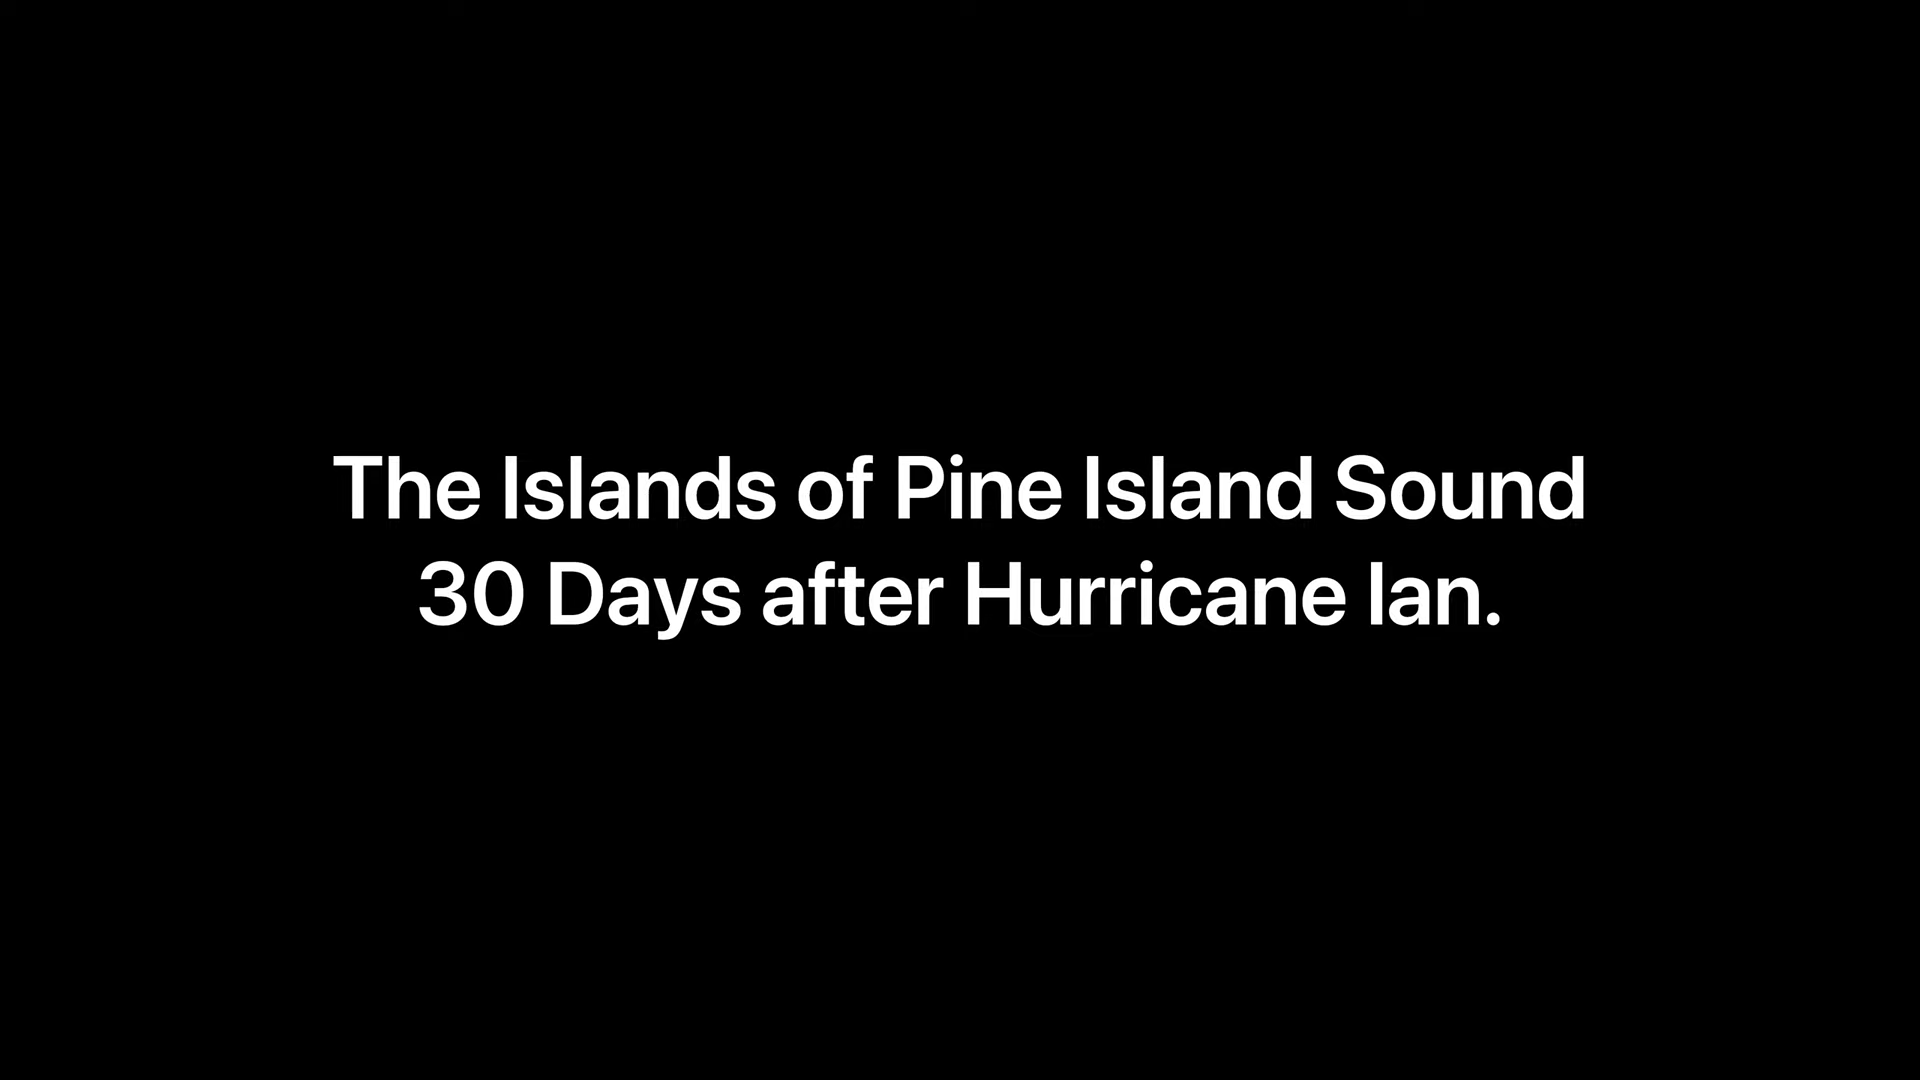 The Islands of Pine Island Sound
30 Days after Hurricane Ian.